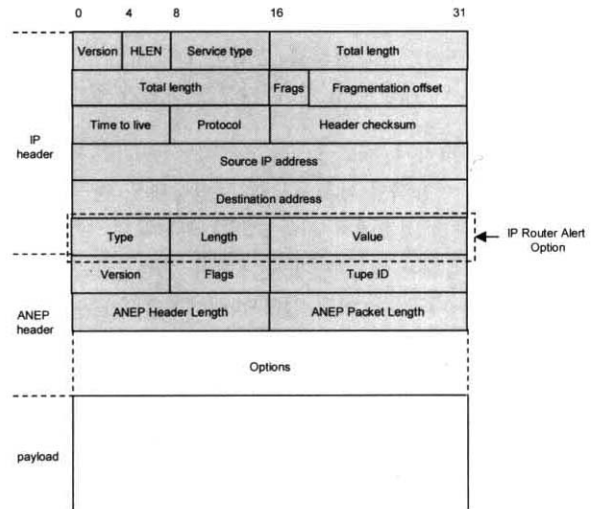 0 4 8 16 31
Version HLEN Service type Total length
Total length Frags Fragmentation offset
Time to live Protocol Header checksum
IP
header
Source IP address
Destination address
Type Length Value
IP Router Alert
Option
Version Flags Tupe ID
ANEP
header
ANEP Header Length ANEP Packet Length
Options
payload